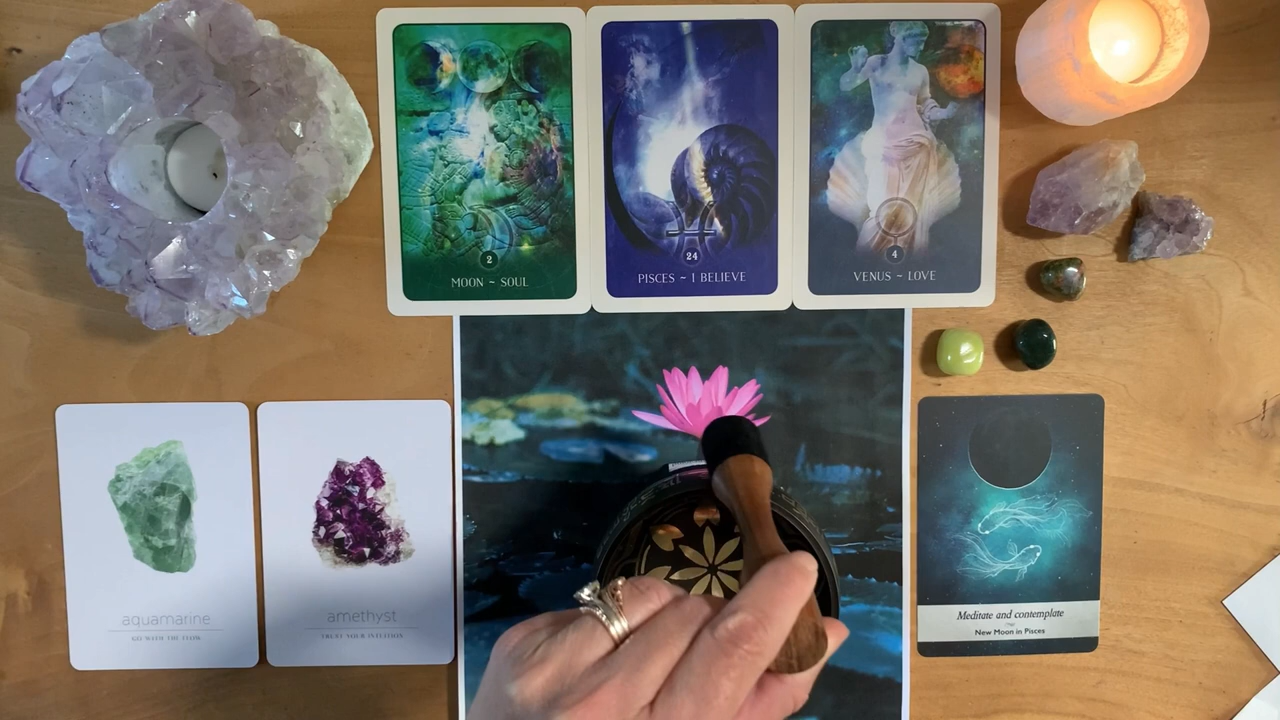 2
MOON ~ SOUL
24
PISCES ~ I BELIEVE
4
VENUS ~ LOVE
aquamarine
GO WITH THE FLOW
amethyst
TRUST YOUR INTUITION
Meditate and contemplate
New Moon in Pisces